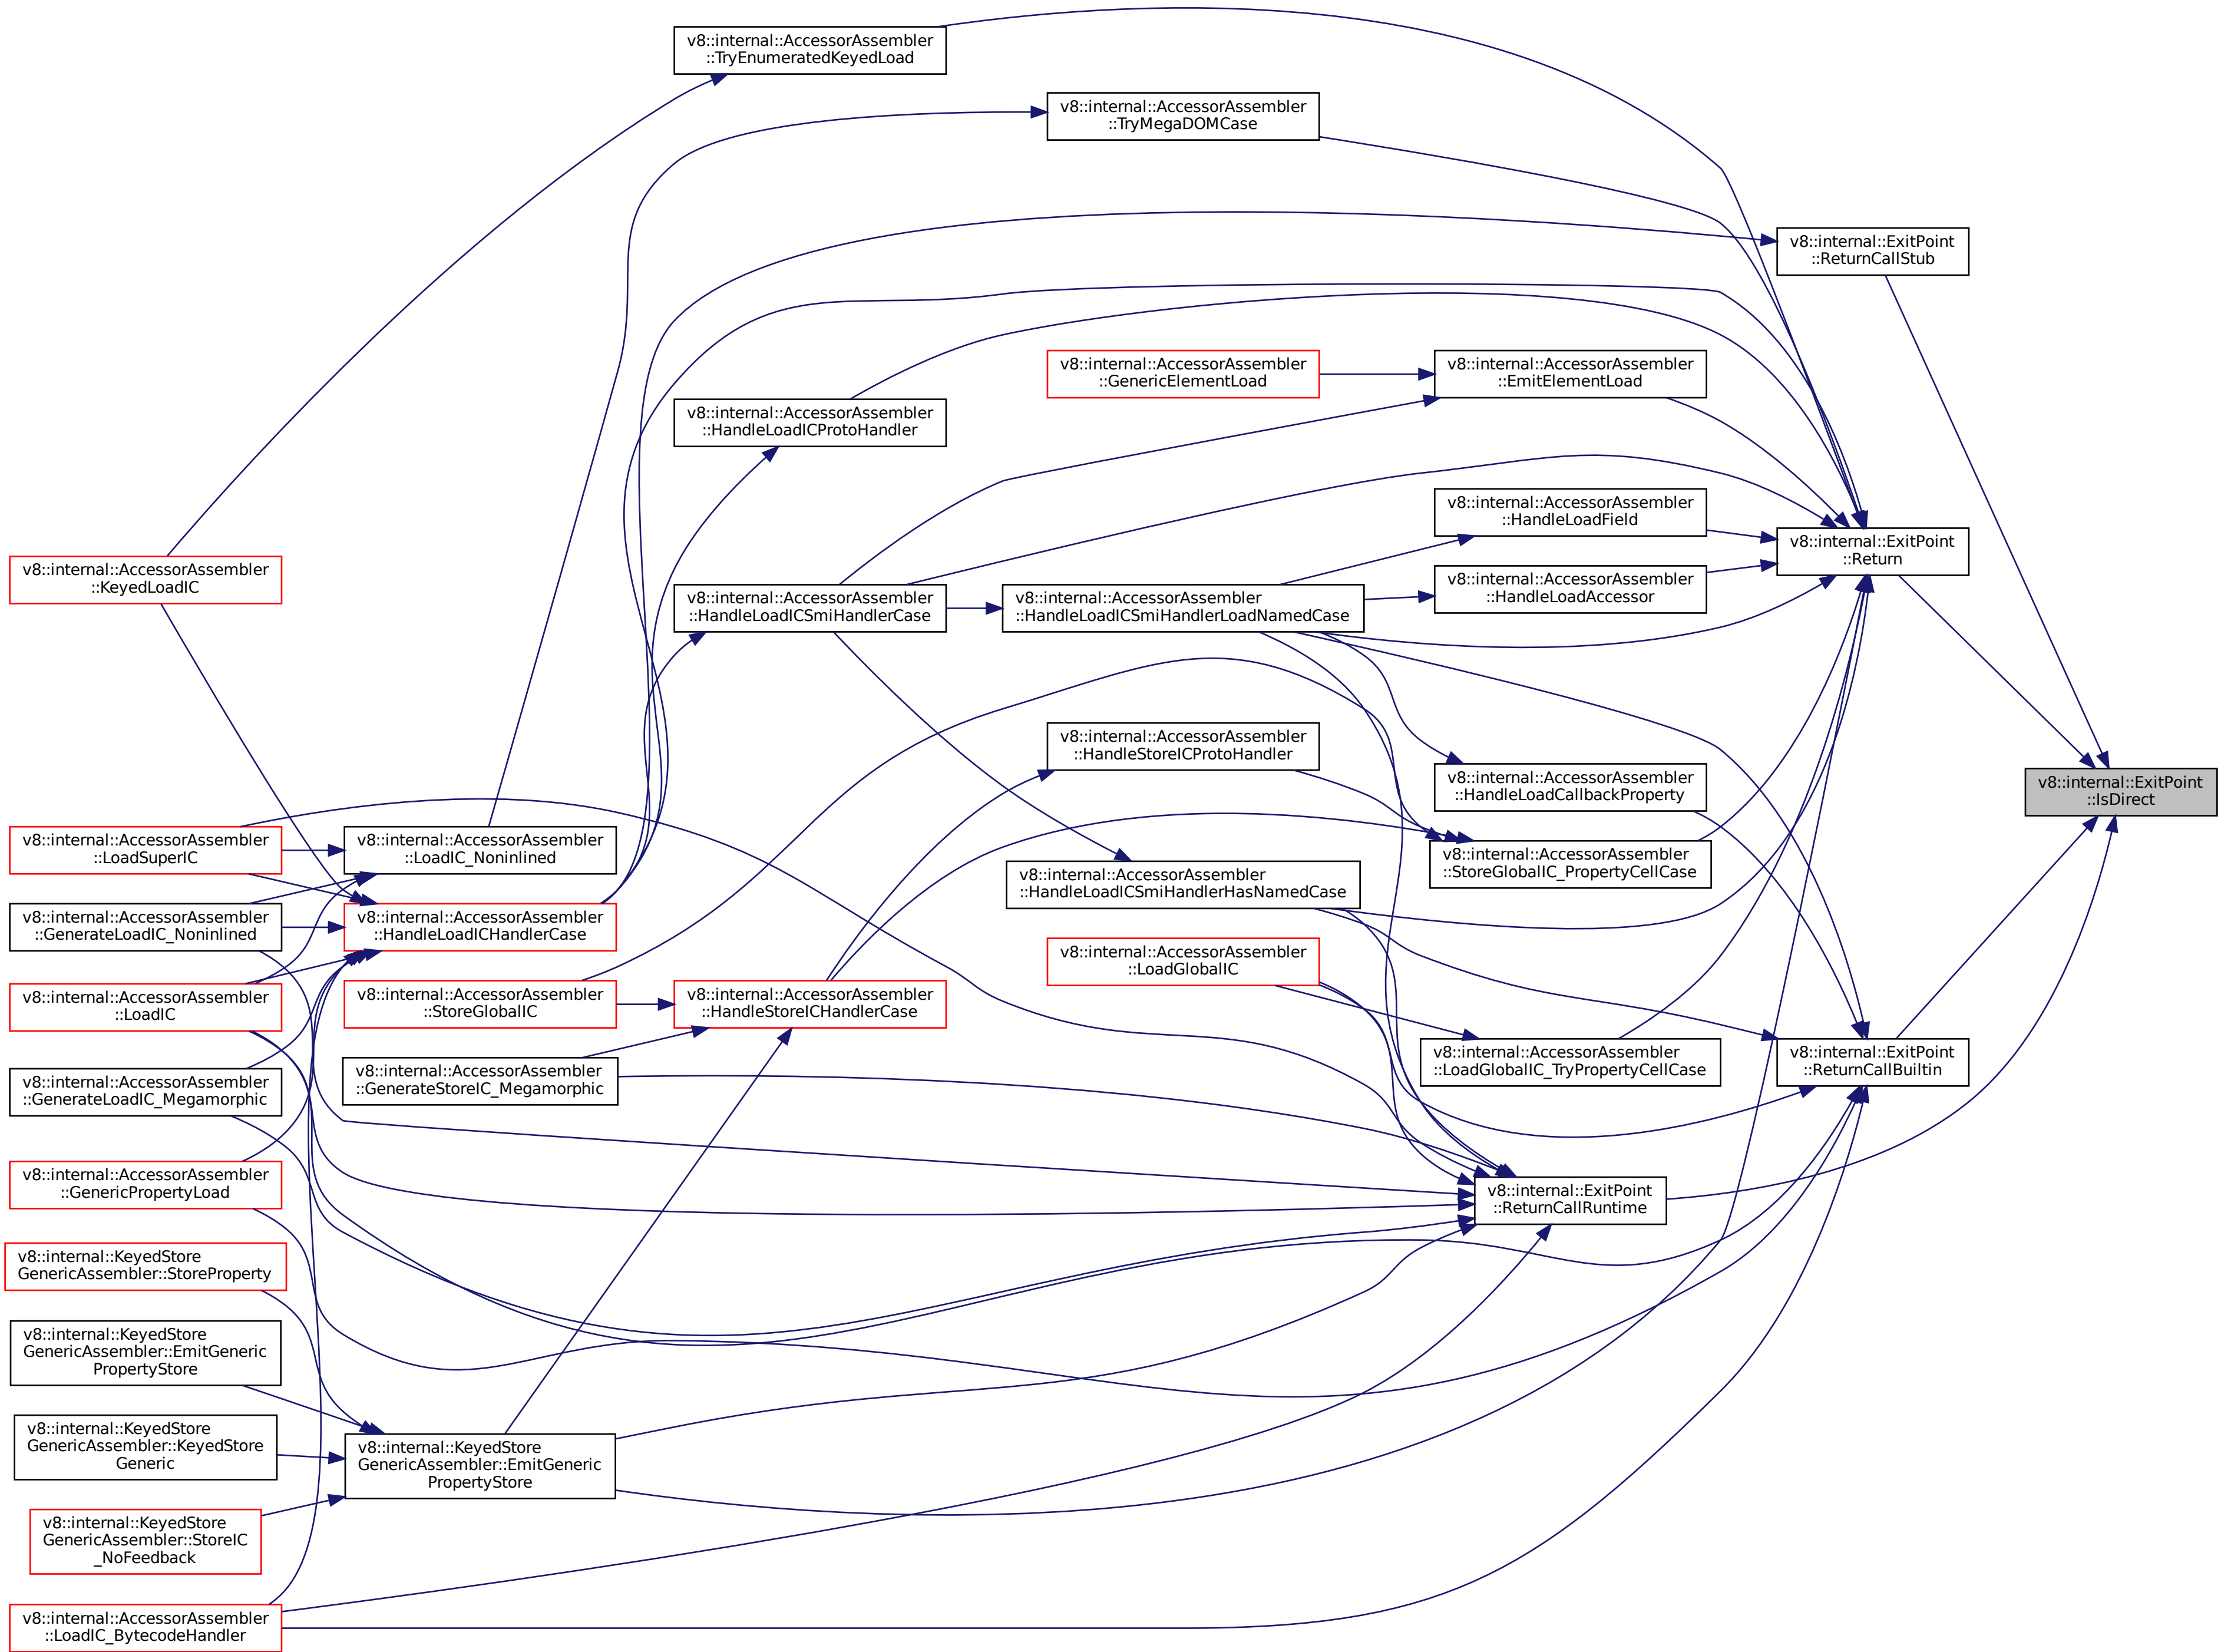 v8::internal::AccessorAssembler
::TryEnumeratedKeyedLoad
v8::internal::AccessorAssembler
::TryMegaDOMCase
v8::internal::ExitPoint
::ReturnCallStub
v8::internal::AccessorAssembler
::GenericElementLoad
v8::internal::AccessorAssembler
::EmitElementLoad
v8::internal::AccessorAssembler
::HandleLoadICProtoHandler
v8::internal::AccessorAssembler
::HandleLoadField
v8::internal::ExitPoint
::Return
v8::internal::AccessorAssembler
::KeyedLoadIC
v8::internal::AccessorAssembler
::HandleLoadICSmiHandlerCase
v8::internal::AccessorAssembler
::HandleLoadICSmiHandlerLoadNamedCase
v8::internal::AccessorAssembler
::HandleLoadAccessor
v8::internal::AccessorAssembler
::HandleStoreICProtoHandler
v8::internal::AccessorAssembler
::HandleLoadCallbackProperty
v8::internal::ExitPoint
::IsDirect
v8::internal::AccessorAssembler
::LoadSuperIC
v8::internal::AccessorAssembler
::LoadIC_Noninlined
v8::internal::AccessorAssembler
::StoreGlobalIC_PropertyCellCase
v8::internal::AccessorAssembler
::HandleLoadICSmiHandlerHasNamedCase
v8::internal::AccessorAssembler
::GenerateLoadIC_Noninlined
v8::internal::AccessorAssembler
::HandleLoadICHandlerCase
v8::internal::AccessorAssembler
::LoadGlobalIC
v8::internal::AccessorAssembler
::LoadIC
v8::internal::AccessorAssembler
::StoreGlobalIC
v8::internal::AccessorAssembler
::HandleStoreICHandlerCase
v8::internal::AccessorAssembler
::LoadGlobalIC_TryPropertyCellCase
v8::internal::ExitPoint
::ReturnCallBuiltin
v8::internal::AccessorAssembler
::GenerateLoadIC_Megamorphic
v8::internal::AccessorAssembler
::GenerateStoreIC_Megamorphic
v8::internal::AccessorAssembler
::GenericPropertyLoad
v8::internal::ExitPoint
::ReturnCallRuntime
v8::internal::KeyedStore
GenericAssembler::StoreProperty
v8::internal::KeyedStore
GenericAssembler::EmitGeneric
PropertyStore
v8::internal::KeyedStore
GenericAssembler::KeyedStore
Generic
v8::internal::KeyedStore
GenericAssembler::EmitGeneric
PropertyStore
v8::internal::KeyedStore
GenericAssembler::StoreIC
_NoFeedback
v8::internal::AccessorAssembler
::LoadIC_BytecodeHandler